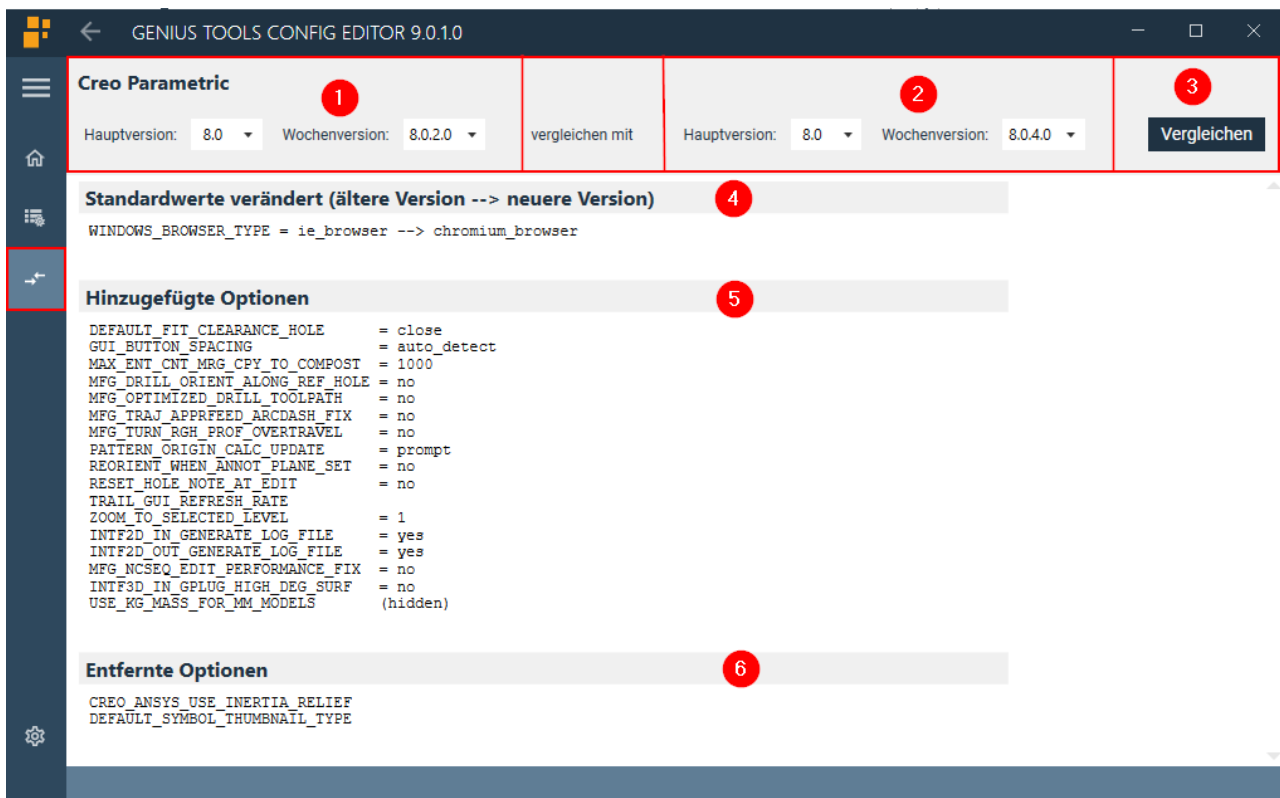 GENIUS TOOLS CONFIG EDITOR 9.0.1.0
Creo Parametric
1
2
3
Hauptversion: 8.0 Wochenversion: 8.0.2.0 vergleichen mit Hauptversion: 8.0 Wochenversion: 8.0.4.0 Vergleichen
Standardwerte verändert (ältere Version --> neuere Version) 4
WINDOWS_BROWSER_TYPE = ie_browser --> chromium_browser
Hinzugefügte Optionen 5
DEFAULT_FIT_CLEARANCE_HOLE = close
GUI_BUTTON_SPACING = auto_detect
MAX_ENT_CNT_MRG_CPY_TO_COMPOST = 1000
MFG_DRILL_ORIENT_ALONG_REF_HOLE = no
MFG_OPTIMIZED_DRILL_TOOLPATH = no
MFG_TRAJ_APPRFEED_ARCDASH_FIX = no
MFG_TURN_RGH_PROF_OVERTRAVEL = no
PATTERN_ORIGIN_CALC_UPDATE = prompt
REORIENT_WHEN_ANNOT_PLANE_SET = no
RESET_HOLE_NOTE_AT_EDIT = no
TRAIL_GUI_REFRESH_RATE
ZOOM_TO_SELECTED_LEVEL = 1
INTF2D_IN_GENERATE_LOG_FILE = yes
INTF2D_OUT_GENERATE_LOG_FILE = yes
MFG_NCSEQ_EDIT_PERFORMANCE_FIX = no
INTF3D_IN_GPLUG_HIGH_DEG_SURF = no
USE_KG_MASS_FOR_MM_MODELS (hidden)
Entfernte Optionen 6
CREO_ANSYS_USE_INERTIA_RELIEF
DEFAULT_SYMBOL_THUMBNAIL_TYPE